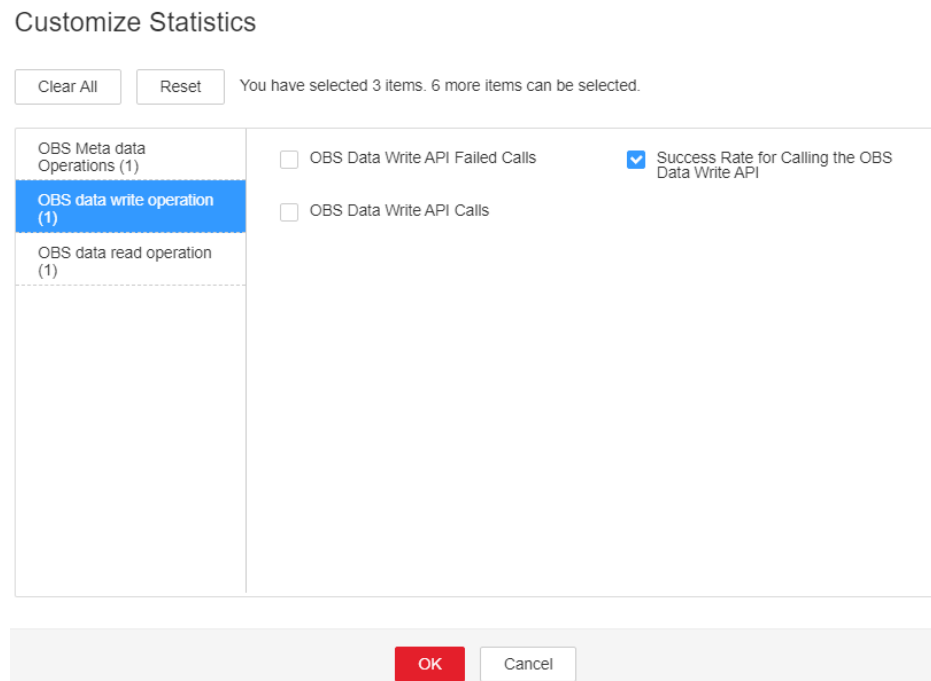 Customize Statistics
Clear All
Reset
You have selected 3 items. 6 more items can be selected.
OBS Meta data
Operations (1)
OBS data write operation
(1)
OBS data read operation
(1)
OBS Data Write API Failed Calls
Success Rate for Calling the OBS
Data Write API
OBS Data Write API Calls
OK
Cancel